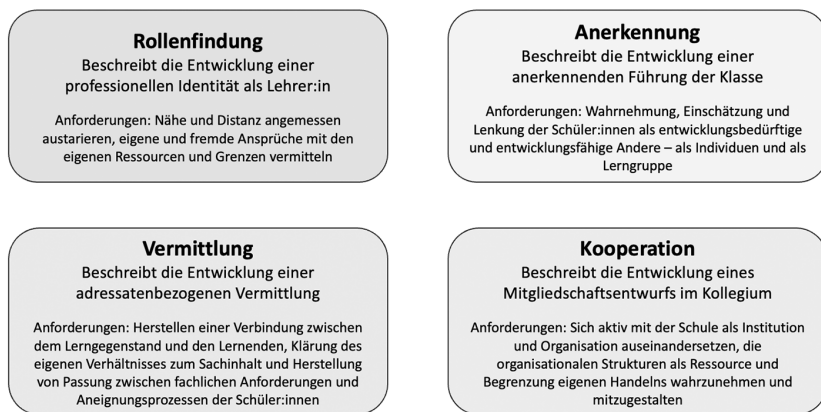 Rollenfindung
Beschreibt die Entwicklung einer
professionellen Identität als Lehrer:in
Anforderungen: Nähe und Distanz angemessen
austarieren, eigene und fremde Ansprüche mit den
eigenen Ressourcen und Grenzen vermitteln
Anerkennung
Beschreibt die Entwicklung einer
anerkennenden Führung der Klasse
Anforderungen: Wahrnehmung, Einschätzung und
Lenkung der Schüler:innen als entwicklungsbedürftige
und entwicklungsfähige Andere – als Individuen und als
Lerngruppe
Vermittlung
Beschreibt die Entwicklung einer
adressatenbezogenen Vermittlung
Anforderungen: Herstellen einer Verbindung zwischen
dem Lerngegenstand und den Lernenden, Klärung des
eigenen Verhältnisses zum Sachinhalt und Herstellung
von Passung zwischen fachlichen Anforderungen und
Aneignungsprozessen der Schüler:innen
Kooperation
Beschreibt die Entwicklung eines
Mitgliedschaftsentwurfs im Kollegium
Anforderungen: Sich aktiv mit der Schule als Institution
und Organisation auseinandersetzen, die
organisationalen Strukturen als Ressource und
Begrenzung eigenen Handelns wahrzunehmen und
mitzugestalten